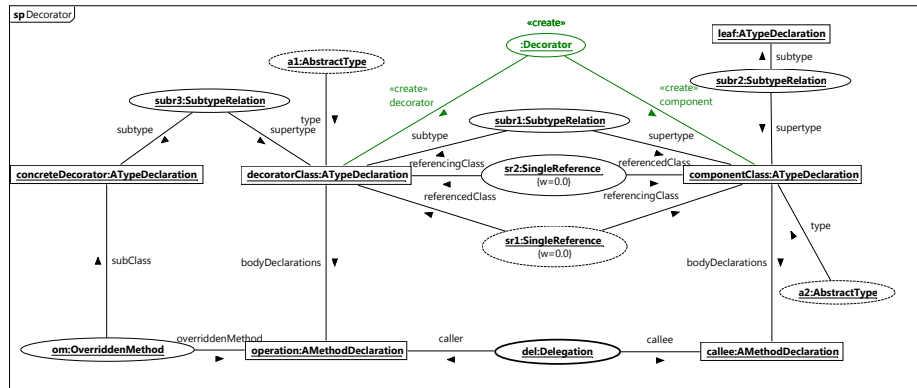 sp Decorator
«create»
:Decorator
leaf:ATypeDeclaration
a1:AbstractType
subtype
subr2:SubtypeRelation
«create»
decorator
«create»
component
subr3:SubtypeRelation
type
subr1:SubtypeRelation
subtype
supertype
subtype
supertype
supertype
concreteDecorator:ATypeDeclaration
decoratorClass:ATypeDeclaration
referencingClass
sr2:SingleReference
{w=0.0}
referencedClass
componentClass:ATypeDeclaration
referencedClass
referencingClass
type
sr1:SingleReference
{w=0.0}
subClass
bodyDeclarations
bodyDeclarations
a2:AbstractType
om:OverriddenMethod
overriddenMethod
operation:AMethodDeclaration
caller
del:Delegation
callee
callee:AMethodDeclaration